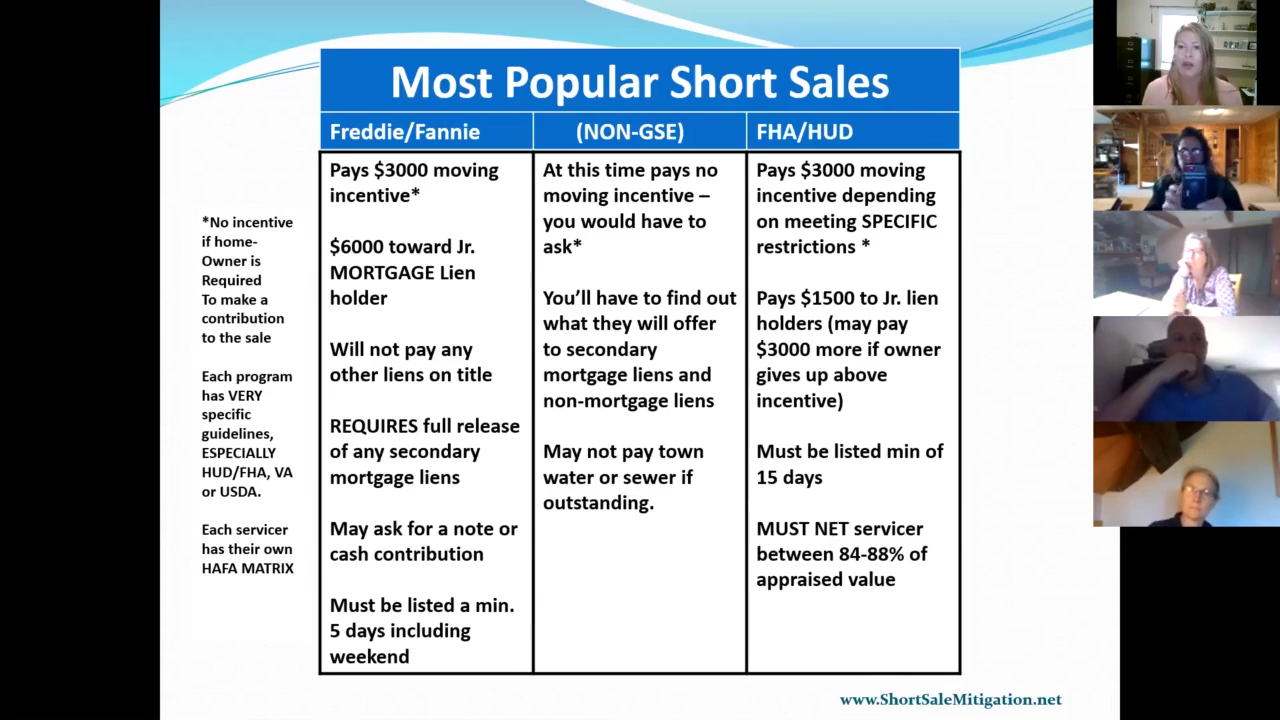 Most Popular Short Sales
Freddie/Fannie
(NON-GSE)
FHA/HUD
*No incentive
if home-
Owner is
Required
To make a
contribution
to the sale
Each program
has VERY
specific
guidelines,
ESPECIALLY
HUD/FHA, VA
or USDA.
Each servicer
has their own
HAFA MATRIX
Pays $3000 moving
incentive*
$6000 toward Jr.
MORTGAGE Lien
holder
Will not pay any
other liens on title
REQUIRES full release
of any secondary
mortgage liens
May ask for a note or
cash contribution
Must be listed a min.
5 days including
weekend
At this time pays no
moving incentive –
you would have to
ask*
You’ll have to find out
what they will offer
to secondary
mortgage liens and
non-mortgage liens
May not pay town
water or sewer if
outstanding.
Pays $3000 moving
incentive depending
on meeting SPECIFIC
restrictions *
Pays $1500 to Jr. lien
holders (may pay
$3000 more if owner
gives up above
incentive)
Must be listed min of
15 days
MUST NET servicer
between 84-88% of
appraised value
www.ShortSaleMitigation.net